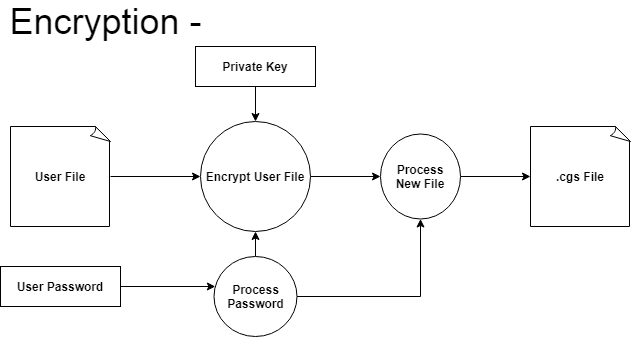 Encryption -
Private Key
User File
Encrypt User File
Process
New File
.cgs File
User Password
Process
Password